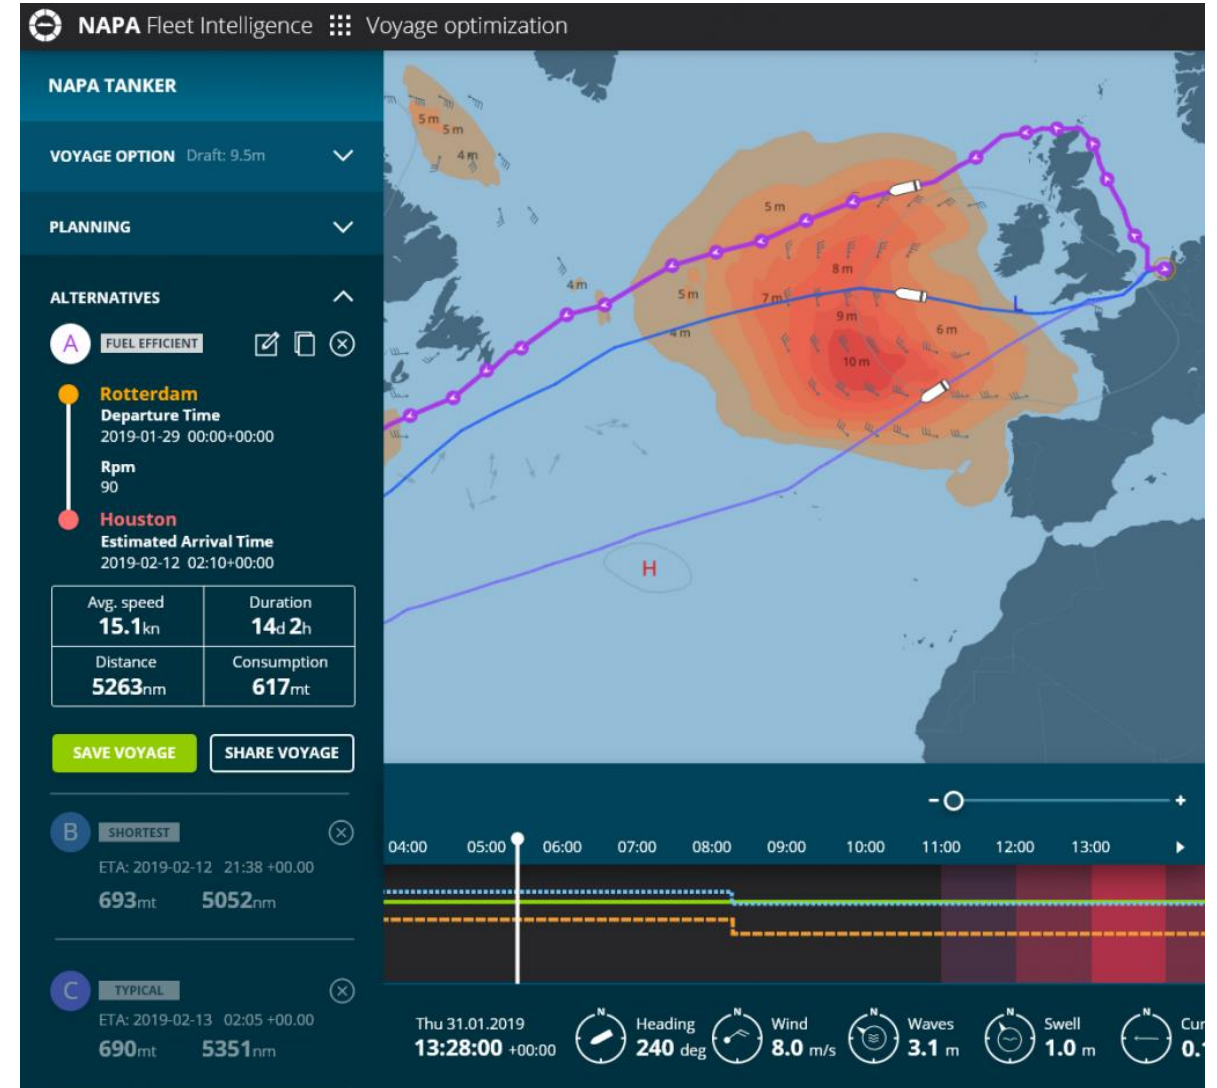 NAPA Fleet Intelligence Voyage optimization
NAPA TANKER
VOYAGE OPTION Draft: 9.5m
PLANNING
ALTERNATIVES
A FUEL EFFICIENT
Rotterdam
Departure Time
2019-01-29 00:00+00:00
Rpm
90
Houston
Estimated Arrival Time
2019-02-12 02:10+00:00
Avg. speed Duration
15.1kn 14d 2h
Distance Consumption
5263nm 617mt
SAVE VOYAGE SHARE VOYAGE
B SHORTEST
ETA: 2019-02-12 21:38 +00.00
693mt 5052nm
C TYPICAL
ETA: 2019-02-13 02:05 +00.00
690mt 5351nm
5 m
5 m
4 m
5 m
8 m
4 m
5 m
7 m
L
9 m
6 m
4 m
10 m
H
- +
04:00 05:00 06:00 07:00 08:00 09:00 10:00 11:00 12:00 13:00
Thu 31.01.2019
13:28:00 +00:00
N Heading
240 deg
N Wind
8.0 m/s
N Waves
3.1 m
N Swell
1.0 m
N Cur
0.1